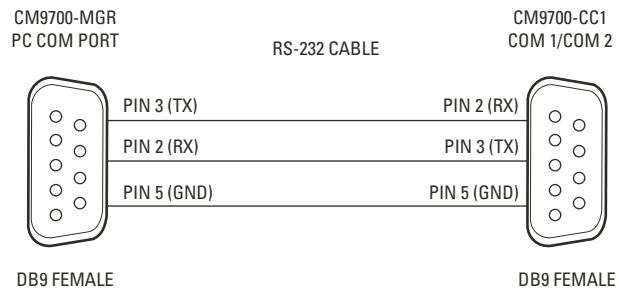 CM9700-MGR
PC COM PORT
RS-232 CABLE
CM9700-CC1
COM 1/COM 2
PIN 3 (TX)
PIN 2 (RX)
PIN 2 (RX)
PIN 3 (TX)
PIN 5 (GND)
PIN 5 (GND)
DB9 FEMALE
DB9 FEMALE